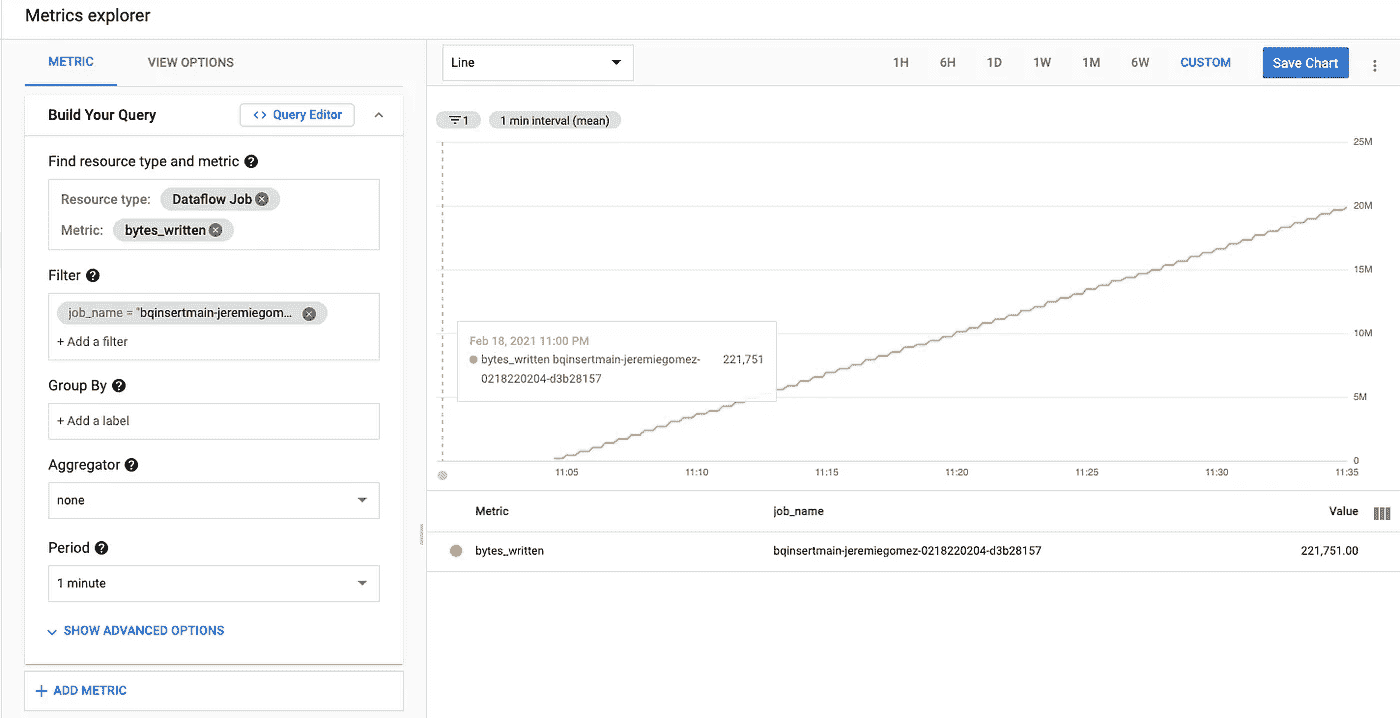 Metrics explorer
METRIC
VIEW OPTIONS
Build Your Query
<> Query Editor
Find resource type and metric
Resource type: Dataflow Job
Metric: bytes_written
Filter
job_name = "bqinsertmain-jeremiegom...
+ Add a filter
Group By
+ Add a label
Aggregator
none
Period
1 minute
SHOW ADVANCED OPTIONS
+ ADD METRIC
Line
1H 6H 1D 1W 1M 6W CUSTOM
Save Chart
1
1 min interval (mean)
25M
20M
15M
10M
5M
0
Feb 18, 2021 11:00 PM
bytes_written bqinsertmain-jeremiegomez- 221,751
0218220204-d3b28157
11:05 11:10 11:15 11:20 11:25 11:30 11:35
Metric job_name Value
bytes_written bqinsertmain-jeremiegomez-0218220204-d3b28157 221,751.00